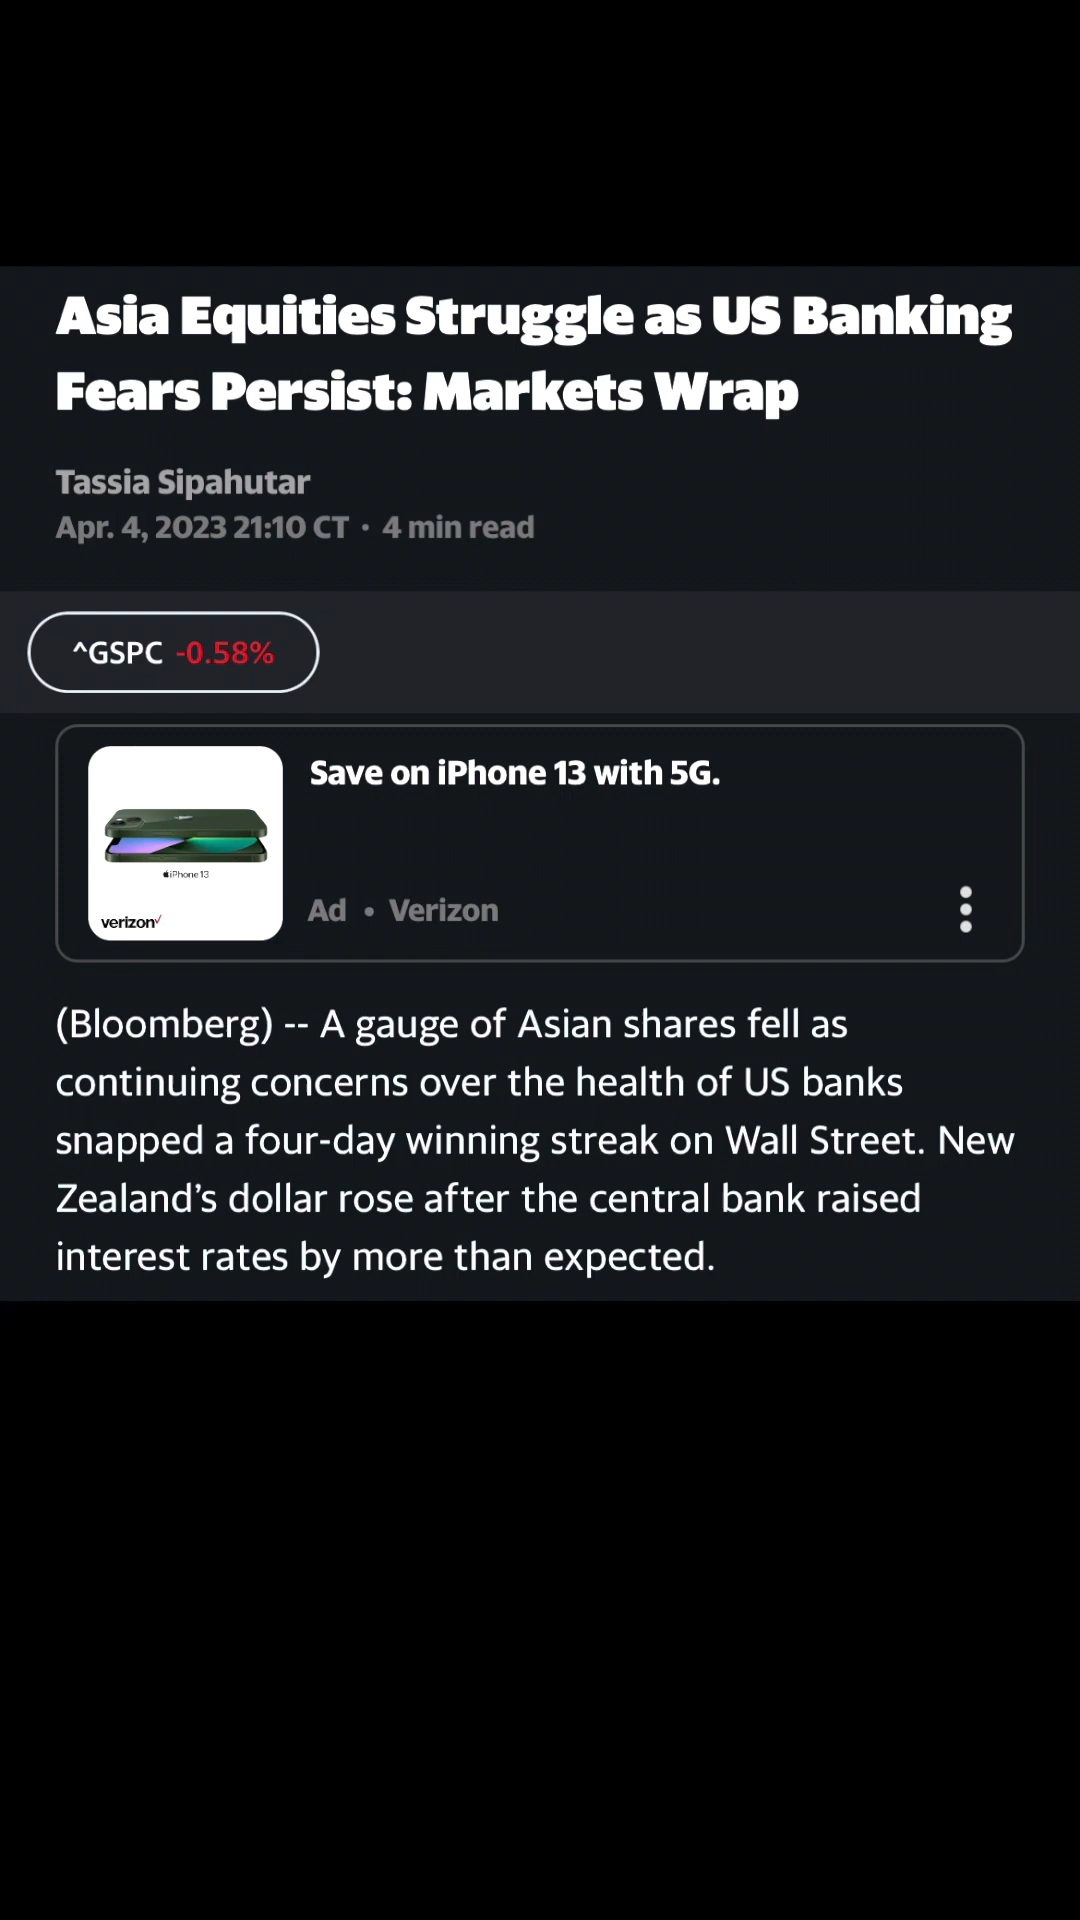 Asia Equities Struggle as US Banking
Fears Persist: Markets Wrap
Tassia Sipahutar
Apr. 4, 2023 21:10 CT • 4 min read
^GSPC -0.58%
Save on iPhone 13 with 5G.
iPhone 13
verizon✓
Ad • Verizon
(Bloomberg) -- A gauge of Asian shares fell as
continuing concerns over the health of US banks
snapped a four-day winning streak on Wall Street. New
Zealand’s dollar rose after the central bank raised
interest rates by more than expected.